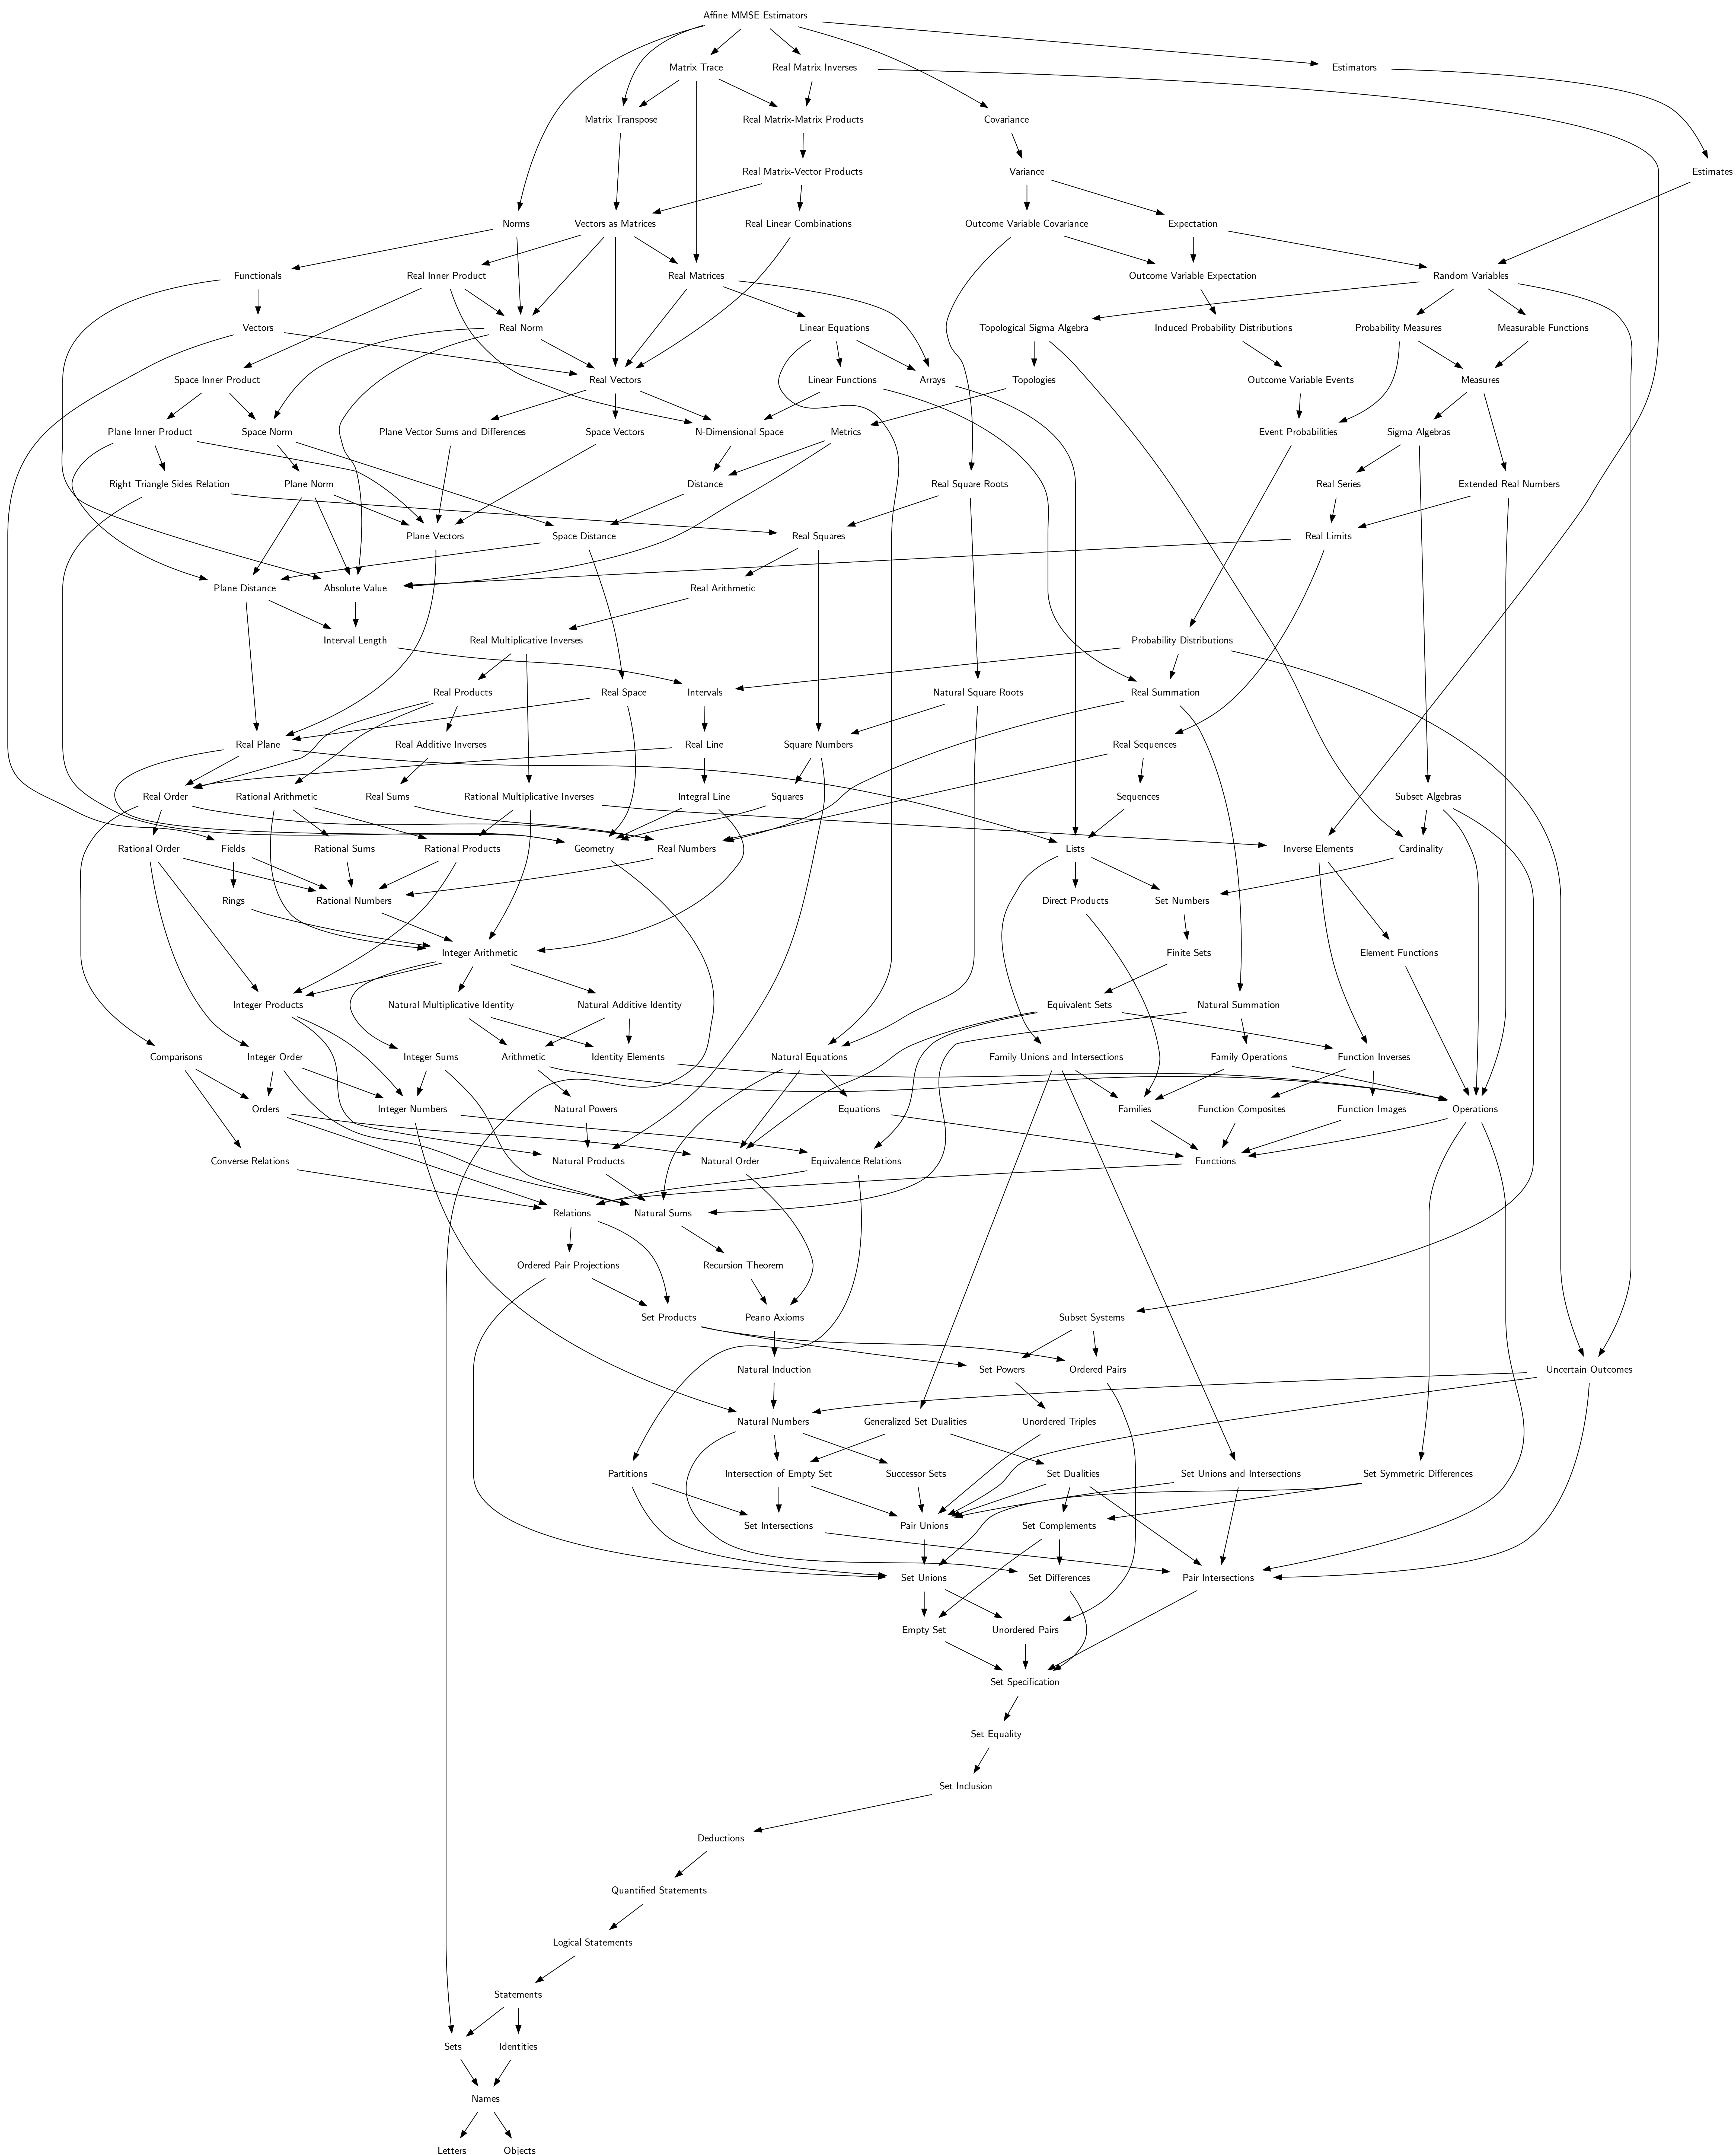 Affine MMSE Estimators
Matrix Trace
Real Matrix Inverses
Estimators
Matrix Transpose
Real Matrix-Matrix Products
Covariance
Real Matrix-Vector Products
Variance
Estimates
Norms
Vectors as Matrices
Real Linear Combinations
Outcome Variable Covariance
Expectation
Functionals
Real Inner Product
Real Matrices
Outcome Variable Expectation
Random Variables
Vectors
Real Norm
Linear Equations
Topological Sigma Algebra
Induced Probability Distributions
Probability Measures
Measurable Functions
Space Inner Product
Real Vectors
Linear Functions
Arrays
Topologies
Outcome Variable Events
Measures
Plane Inner Product
Space Norm
Plane Vector Sums and Differences
Space Vectors
N-Dimensional Space
Metrics
Event Probabilities
Sigma Algebras
Right Triangle Sides Relation
Plane Norm
Distance
Real Square Roots
Real Series
Extended Real Numbers
Plane Vectors
Space Distance
Real Squares
Real Limits
Plane Distance
Absolute Value
Real Arithmetic
Interval Length
Real Multiplicative Inverses
Probability Distributions
Real Products
Real Space
Intervals
Natural Square Roots
Real Summation
Real Plane
Real Additive Inverses
Real Line
Square Numbers
Real Sequences
Real Order
Rational Arithmetic
Real Sums
Rational Multiplicative Inverses
Integral Line
Squares
Sequences
Subset Algebras
Rational Order
Fields
Rational Sums
Rational Products
Geometry
Real Numbers
Lists
Inverse Elements
Cardinality
Rings
Rational Numbers
Direct Products
Set Numbers
Integer Arithmetic
Finite Sets
Element Functions
Integer Products
Natural Multiplicative Identity
Natural Additive Identity
Equivalent Sets
Natural Summation
Comparisons
Integer Order
Integer Sums
Arithmetic
Identity Elements
Natural Equations
Family Unions and Intersections
Family Operations
Function Inverses
Orders
Integer Numbers
Natural Powers
Equations
Families
Function Composites
Function Images
Operations
Converse Relations
Natural Products
Natural Order
Equivalence Relations
Functions
Relations
Natural Sums
Ordered Pair Projections
Recursion Theorem
Set Products
Peano Axioms
Subset Systems
Natural Induction
Set Powers
Ordered Pairs
Uncertain Outcomes
Natural Numbers
Generalized Set Dualities
Unordered Triples
Partitions
Intersection of Empty Set
Successor Sets
Set Dualities
Set Unions and Intersections
Set Symmetric Differences
Set Intersections
Pair Unions
Set Complements
Set Unions
Set Differences
Pair Intersections
Empty Set
Unordered Pairs
Set Specification
Set Equality
Set Inclusion
Deductions
Quantified Statements
Logical Statements
Statements
Sets
Identities
Names
Letters
Objects